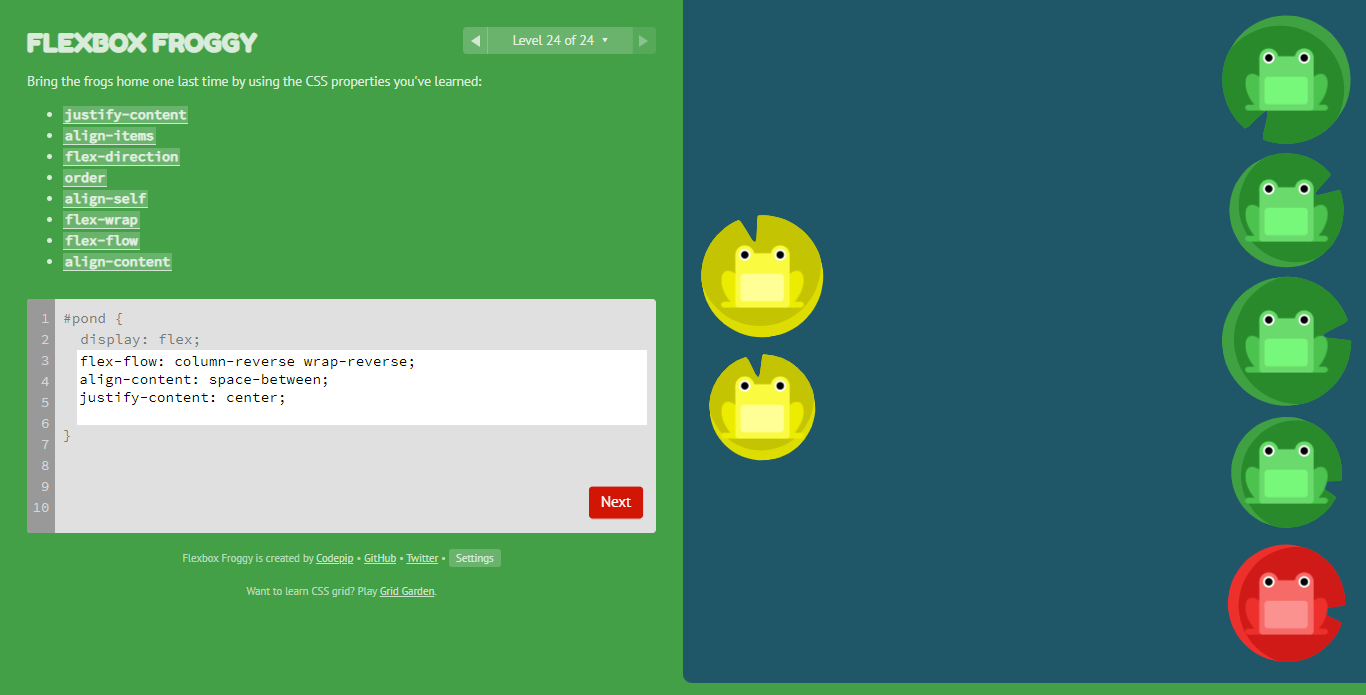 FLEXBOX FROGGY
◀ Level 24 of 24 ▾ ▶
Bring the frogs home one last time by using the CSS properties you've learned:
• justify-content
• align-items
• flex-direction
• order
• align-self
• flex-wrap
• flex-flow
• align-content
1 #pond {
2 display: flex;
3 flex-flow: column-reverse wrap-reverse;
4 align-content: space-between;
5 justify-content: center;
6
7 }
8
9
10
Next
Flexbox Froggy is created by Codepip • GitHub • Twitter • Settings
Want to learn CSS grid? Play Grid Garden.